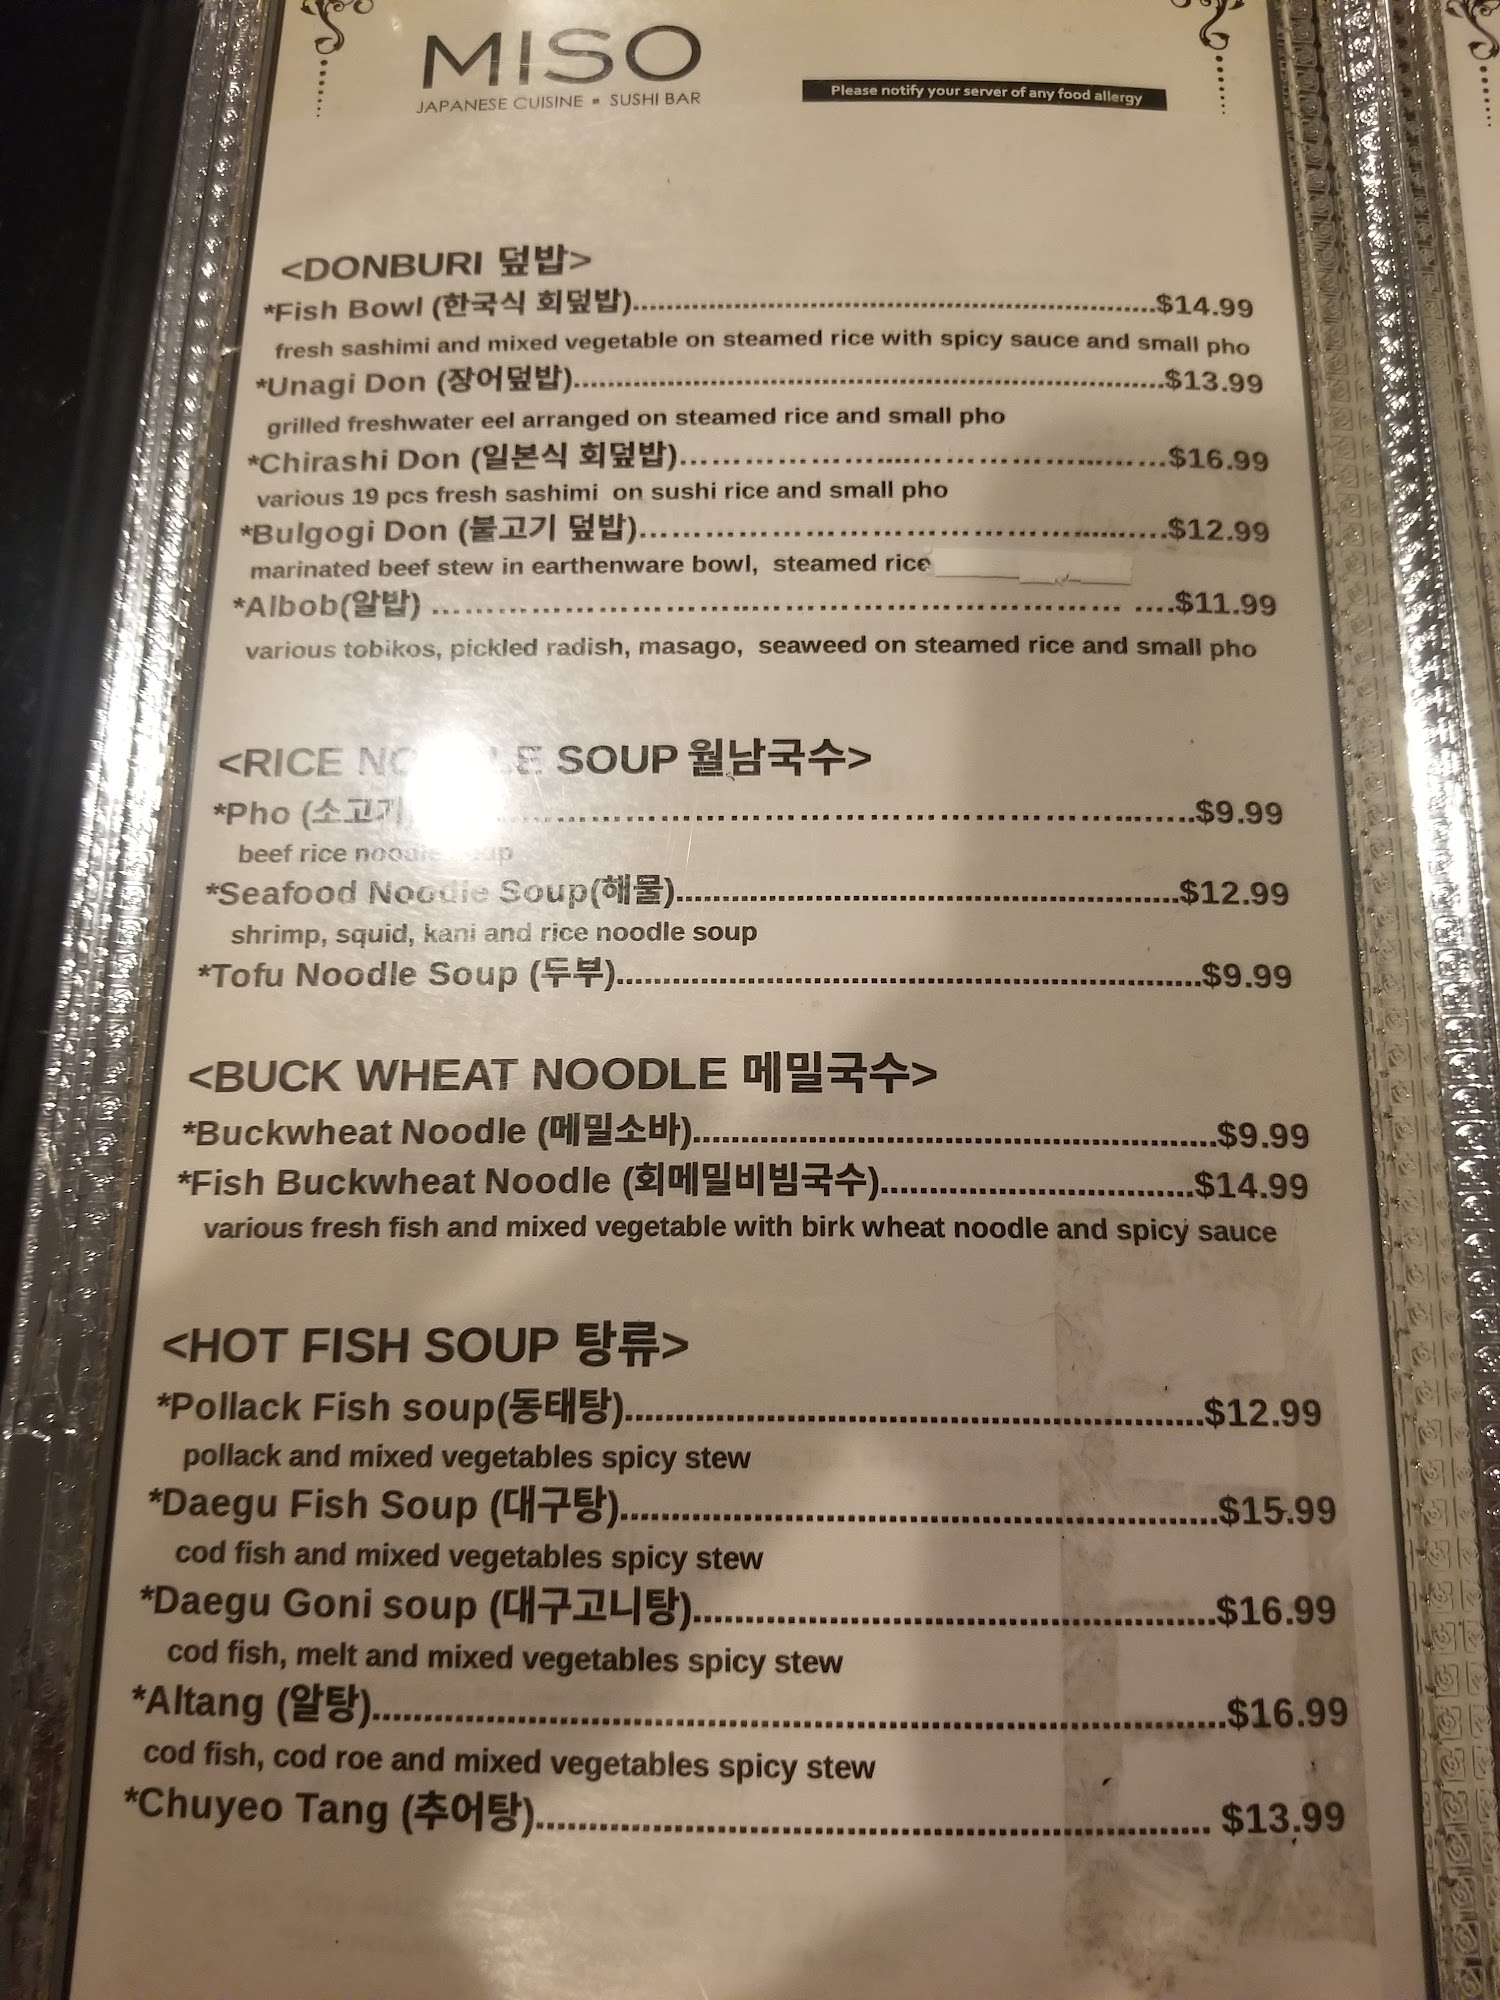 MISO
JAPANESE CUISINE ▪ SUSHI BAR
Please notify your server of any food allergy
<DONBURI 덮밥>
*Fish Bowl (한국식 회덮밥)........................$14.99
fresh sashimi and mixed vegetable on steamed rice with spicy sauce and small pho
*Unagi Don (장어덮밥)........................$13.99
grilled freshwater eel arranged on steamed rice and small pho
*Chirashi Don (일본식 회덮밥)........................$16.99
various 19 pcs fresh sashimi on sushi rice and small pho
*Bulgogi Don (불고기 덮밥)........................$12.99
marinated beef stew in earthenware bowl, steamed rice
*Albob(알밥) ........................$11.99
various tobikos, pickled radish, masago, seaweed on steamed rice and small pho
<RICE SOUP 월남국수>
*Pho (소고기........................$9.99
beef rice noodle
*Seafood Noodle Soup(해물)........................$12.99
shrimp, squid, kani and rice noodle soup
*Tofu Noodle Soup (두부)........................$9.99
<BUCK WHEAT NOODLE 메밀국수>
*Buckwheat Noodle (메밀소바)........................$9.99
*Fish Buckwheat Noodle (회메밀비빔국수)........................$14.99
various fresh fish and mixed vegetable with birk wheat noodle and spicy sauce
<HOT FISH SOUP 탕류>
*Pollack Fish soup(동태탕)........................$12.99
pollack and mixed vegetables spicy stew
*Daegu Fish Soup (대구탕)........................$15.99
cod fish and mixed vegetables spicy stew
*Daegu Goni soup (대구고니탕)........................$16.99
cod fish, melt and mixed vegetables spicy stew
*Altang (알탕)........................$16.99
cod fish, cod roe and mixed vegetables spicy stew
*Chuyeo Tang (추어탕)........................ $13.99